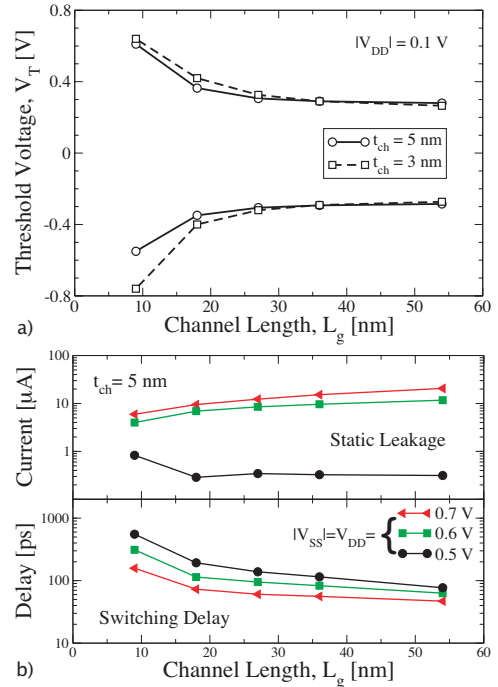 0.8
0.4
0
-0.4
-0.8
Threshold Voltage, V_T [V]
|V_DD| = 0.1 V
t_ch = 5 nm
t_ch = 3 nm
0 10 20 30 40 50 60
a)
Channel Length, L_g [nm]
100
10
1
Current [μA]
t_ch = 5 nm
Static Leakage
1000
100
10
Delay [ps]
|V_SS|=V_DD= {
0.7 V
0.6 V
0.5 V
Switching Delay
0 10 20 30 40 50 60
b)
Channel Length, L_g [nm]